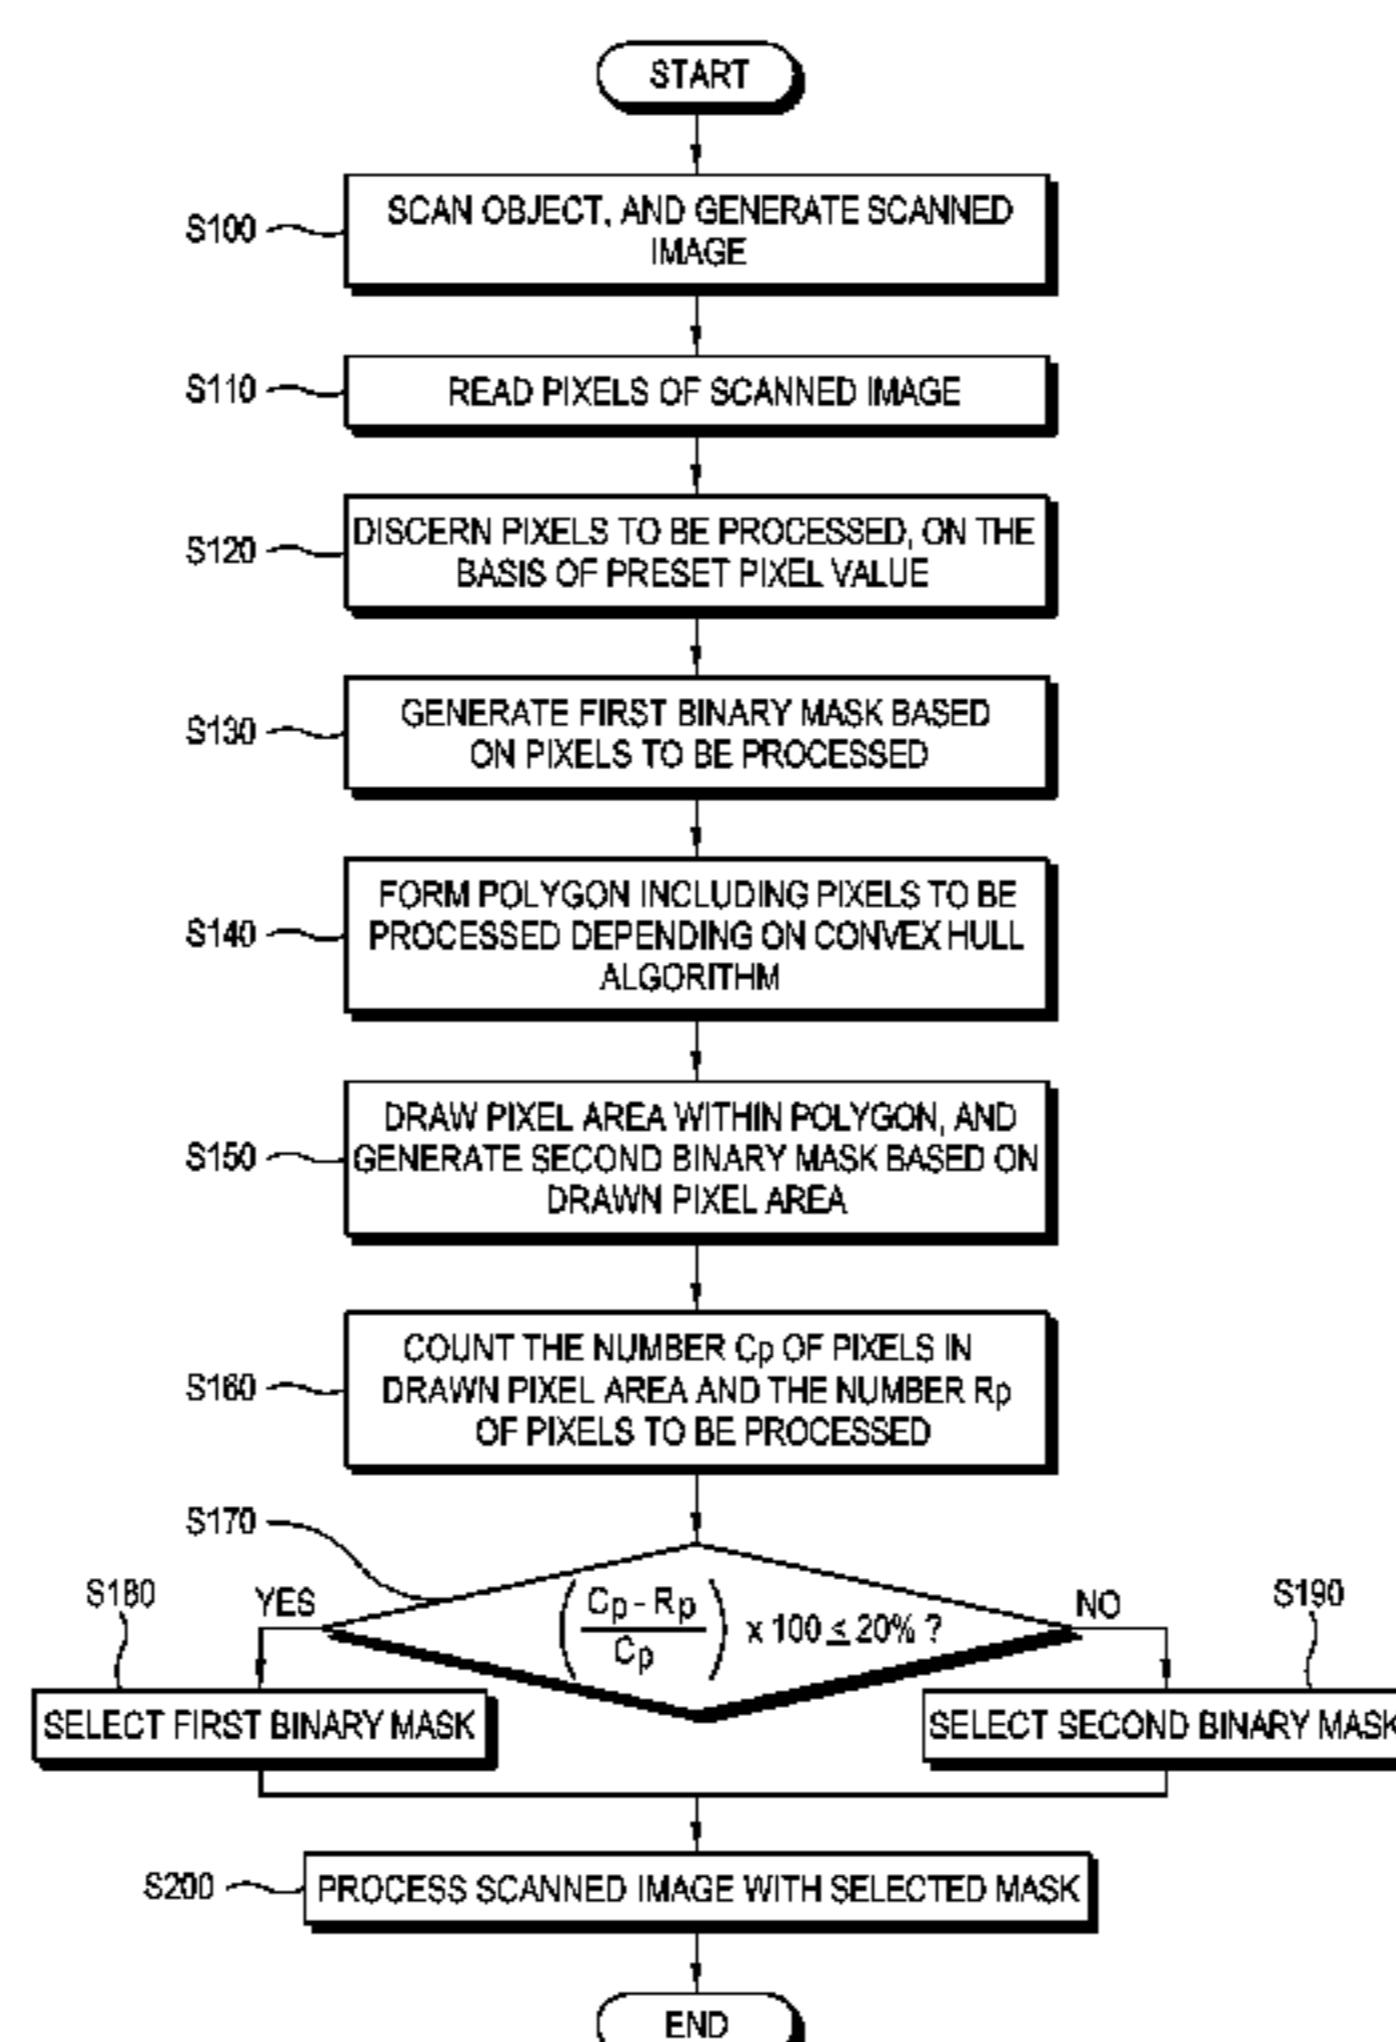 START
S100
SCAN OBJECT, AND GENERATE SCANNED
IMAGE
S110
READ PIXELS OF SCANNED IMAGE
S120
DISCERN PIXELS TO BE PROCESSED, ON THE
BASIS OF PRESET PIXEL VALUE
S130
GENERATE FIRST BINARY MASK BASED
ON PIXELS TO BE PROCESSED
S140
FORM POLYGON INCLUDING PIXELS TO BE
PROCESSED DEPENDING ON CONVEX HULL
ALGORITHM
S150
DRAW PIXEL AREA WITHIN POLYGON, AND
GENERATE SECOND BINARY MASK BASED ON
DRAWN PIXEL AREA
S160
COUNT THE NUMBER Cp OF PIXELS IN
DRAWN PIXEL AREA AND THE NUMBER Rp
OF PIXELS TO BE PROCESSED
S170
(Cp - Rp / Cp) x 100 ≤ 20% ?
YES
NO
S180
SELECT FIRST BINARY MASK
S190
SELECT SECOND BINARY MASK
S200
PROCESS SCANNED IMAGE WITH SELECTED MASK
END